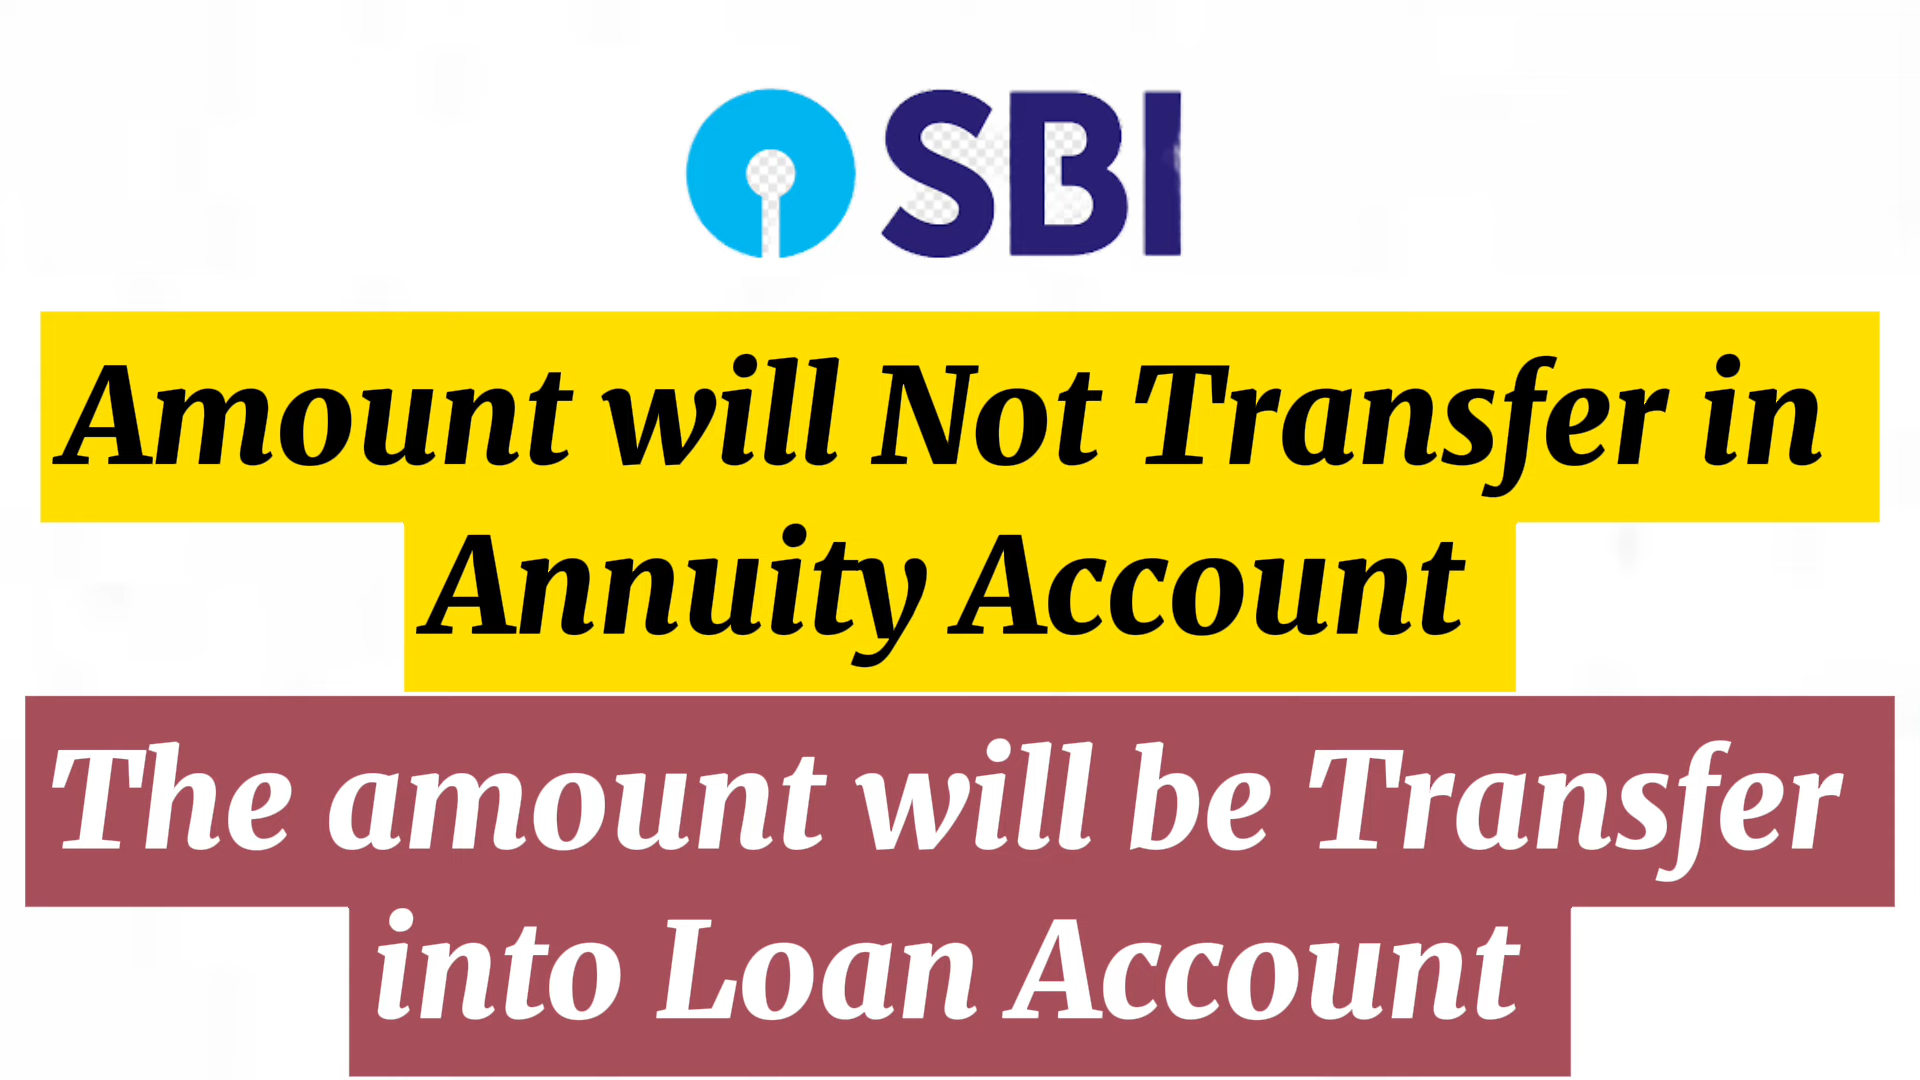 SBI
Amount will Not Transfer in
Annuity Account
The amount will be Transfer
into Loan Account